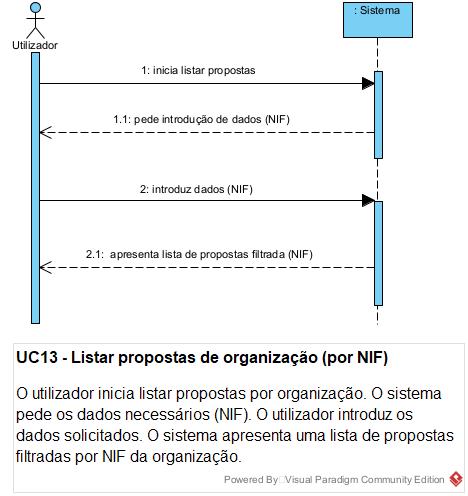 Utilizador
: Sistema
1: inicia listar propostas
1.1: pede introdução de dados (NIF)
2: introduz dados (NIF)
2.1: apresenta lista de propostas filtrada (NIF)
UC13 - Listar propostas de organização (por NIF)
O utilizador inicia listar propostas por organização. O sistema
pede os dados necessários (NIF). O utilizador introduz os
dados solicitados. O sistema apresenta uma lista de propostas
filtradas por NIF da organização.
Powered By Visual Paradigm Community Edition